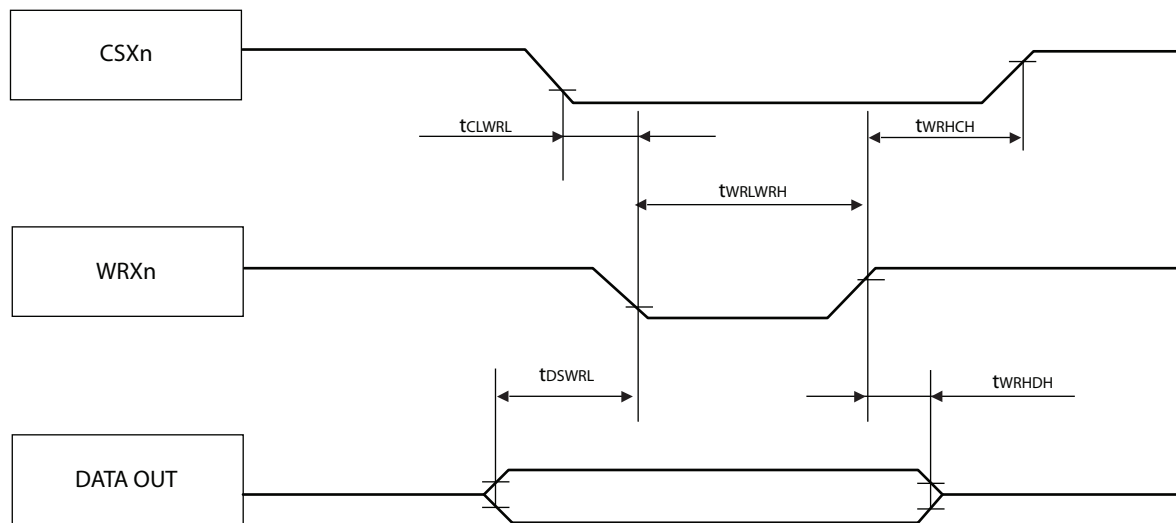 CSXn
tCLWRL
tWRHCH
tWRLWRH
WRXn
tDSWRL
tWRHDH
DATA OUT